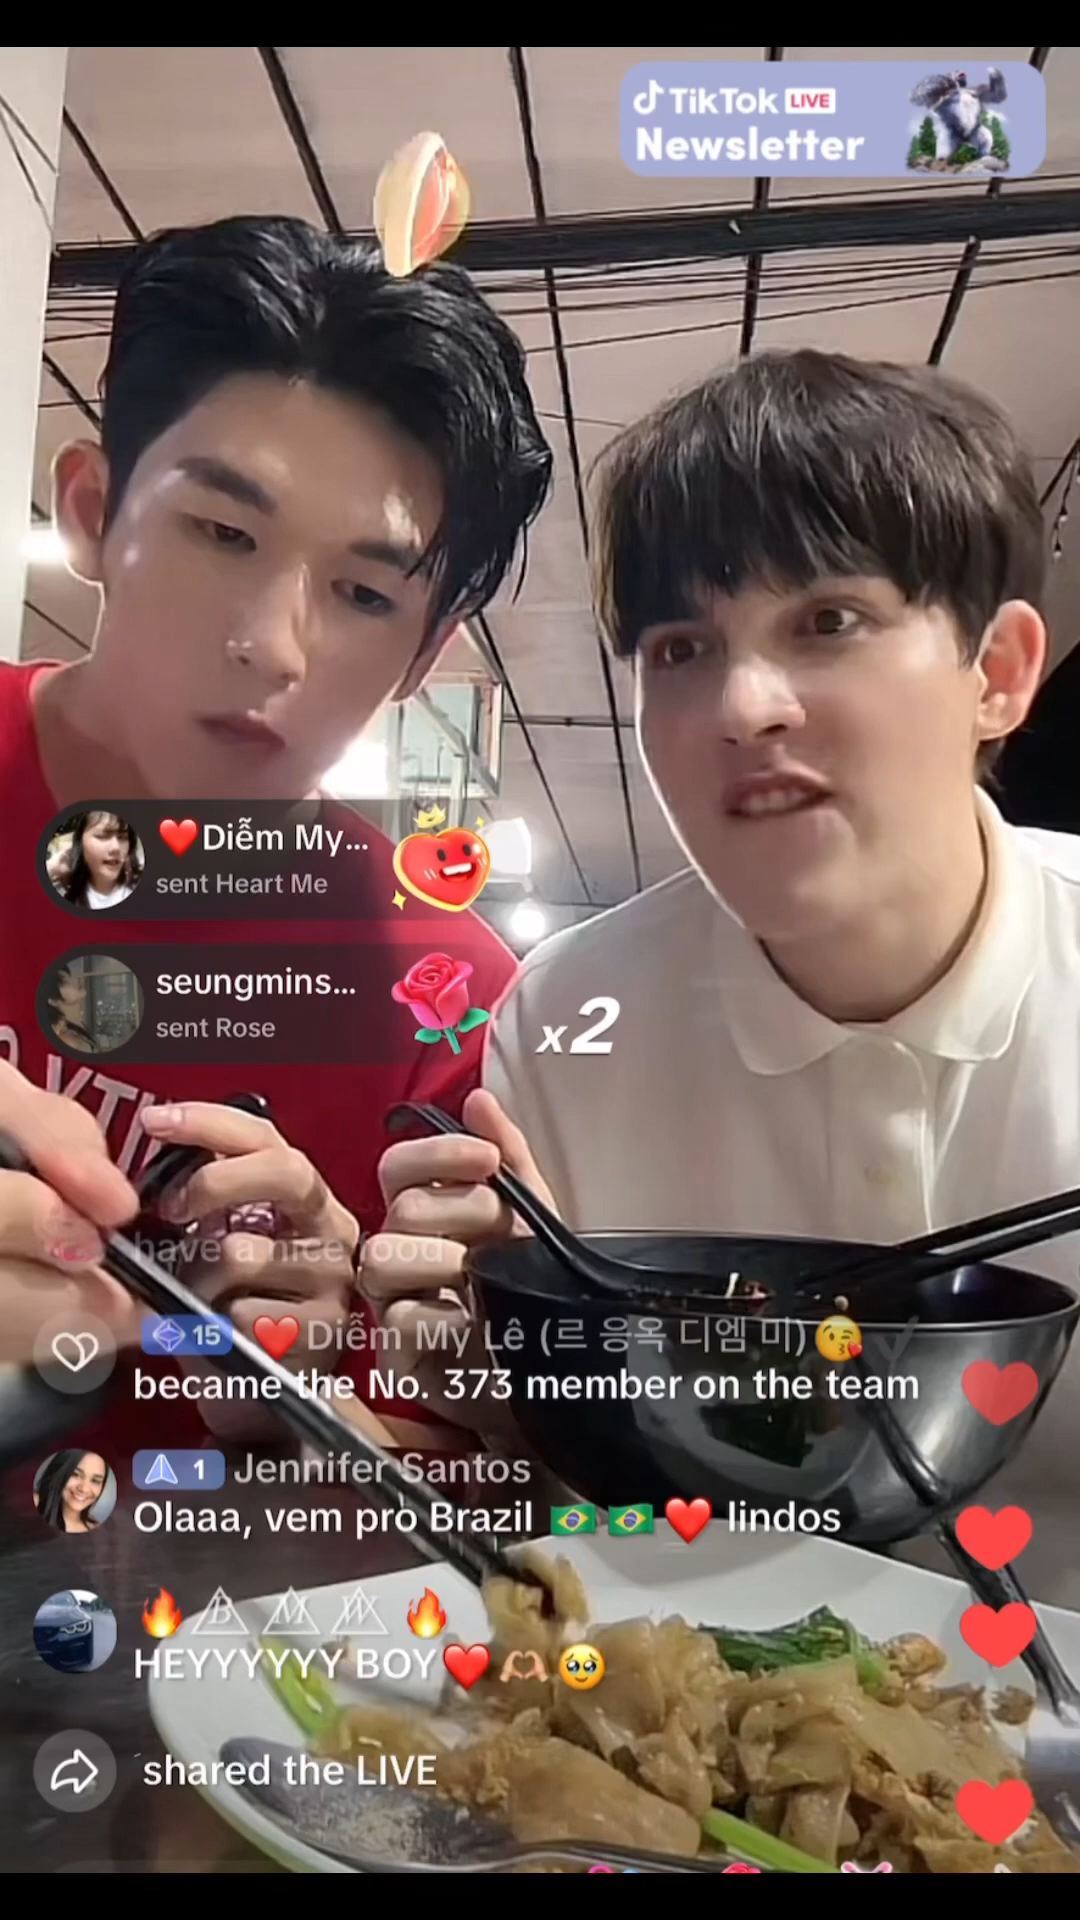 TikTok LIVE
Newsletter
❤️Diễm My...
sent Heart Me
seungmins...
sent Rose
x2
have a nice food
15 ❤️Diễm My Lê (르 응옥 디엠 미)😘
became the No. 373 member on the team
1 Jennifer Santos
Olaaa, vem pro Brazil 🇧🇷 🇧🇷 ❤️ lindos
🔥 B M W 🔥
HEYYYYYY BOY❤️🫶🥹
shared the LIVE